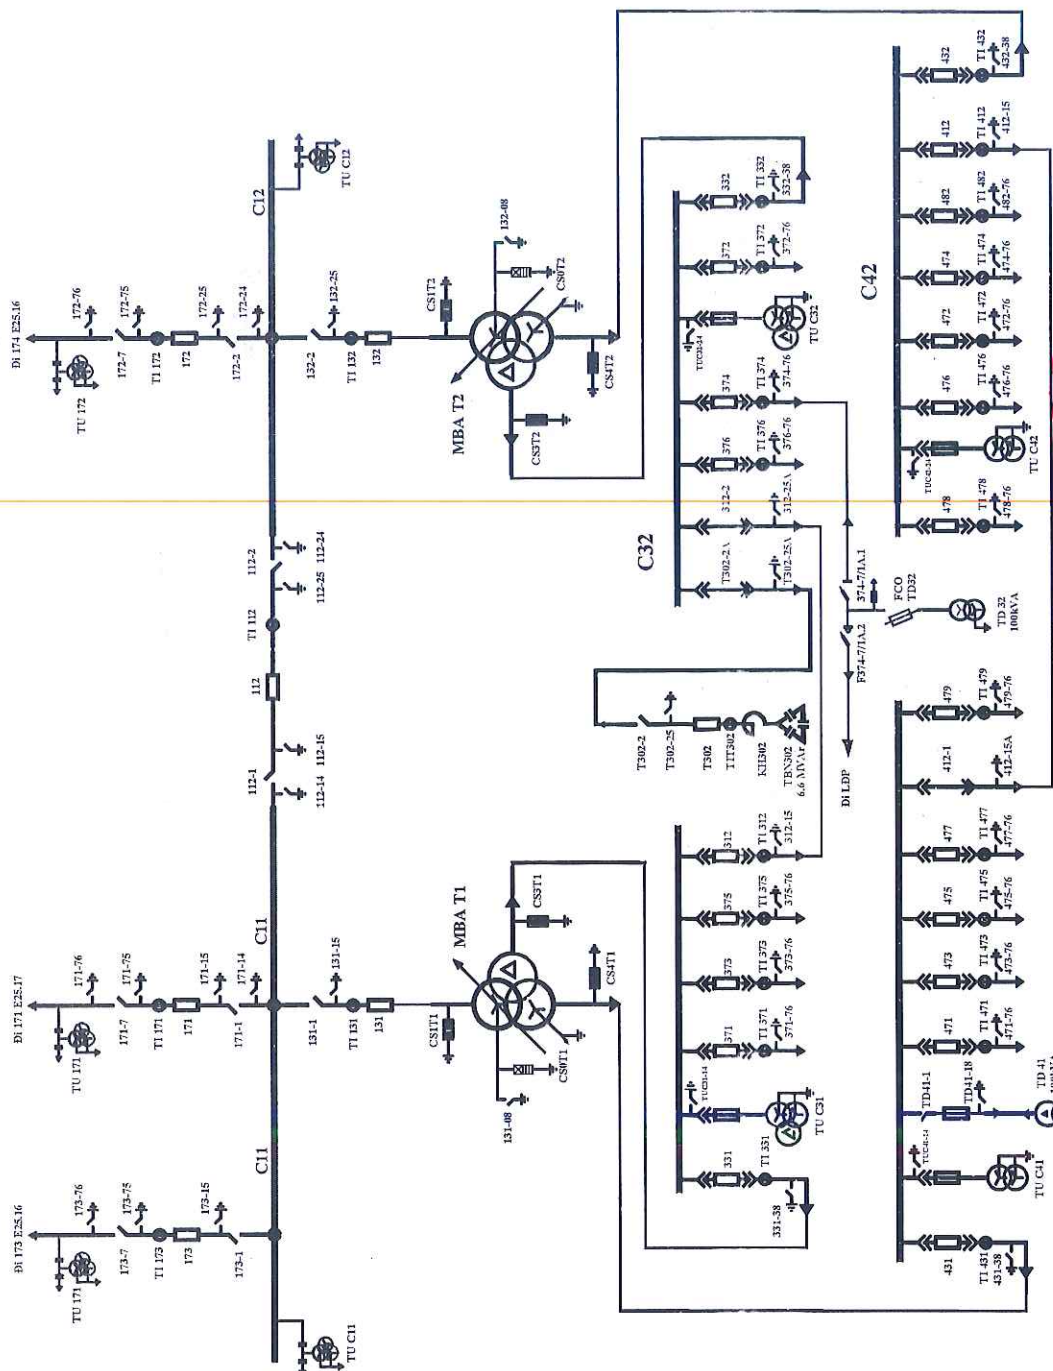 Đi 173 E25.16
TU 171
173-76
173-7
173-75
TI 173
173
173-15
173-1
C11
TU C11
Đi 171 E25.17
TU 171
171-76
171-7
171-75
TI 171
171
171-15
171-1
171-14
C11
131-1
131-15
TI 131
131
CS1T1
MBA T1
131-08
CS0T1
CS3T1
CS4T1
112-1
112-14
112-15
112
TI 112
112-25
112-2
112-24
Đi 174 E25.16
TU 172
172-76
172-7
172-75
TI 172
172
172-25
172-2
172-24
C12
TU C12
132-2
132-25
TI 132
132
CS1T2
MBA T2
132-08
CS0T2
CS3T2
CS4T2
331
TI 331
331-38
TUC31-14
TU C31
371
TI 371
371-76
373
TI 373
373-76
375
TI 375
375-76
312
TI 312
312-15
T302-2
T302-25
T302
TIT302
KH302
TBN302
6,6 MVAr
C32
T302-2A
T302-25A
312-2
312-25A
376
TI 376
376-76
374
TI 374
374-76
TU C32
372
TI 372
372-76
332
TI 332
332-38
Đi LDP
F374-7/1A.2
374-7/1A.1
FCO
TD32
TD 32
100kVA
431
TI 431
431-38
TU C41
TD41-1
TD41-18
TD 41
471
TI 471
471-76
473
TI 473
473-76
475
TI 475
475-76
477
TI 477
477-76
412-1
412-15A
479
TI 479
479-76
C42
478
TI 478
478-76
TUC42-24
TU C42
476
TI 476
476-76
472
TI 472
472-76
474
TI 474
474-76
482
TI 482
482-76
412
TI 412
412-15
432
TI 432
432-38